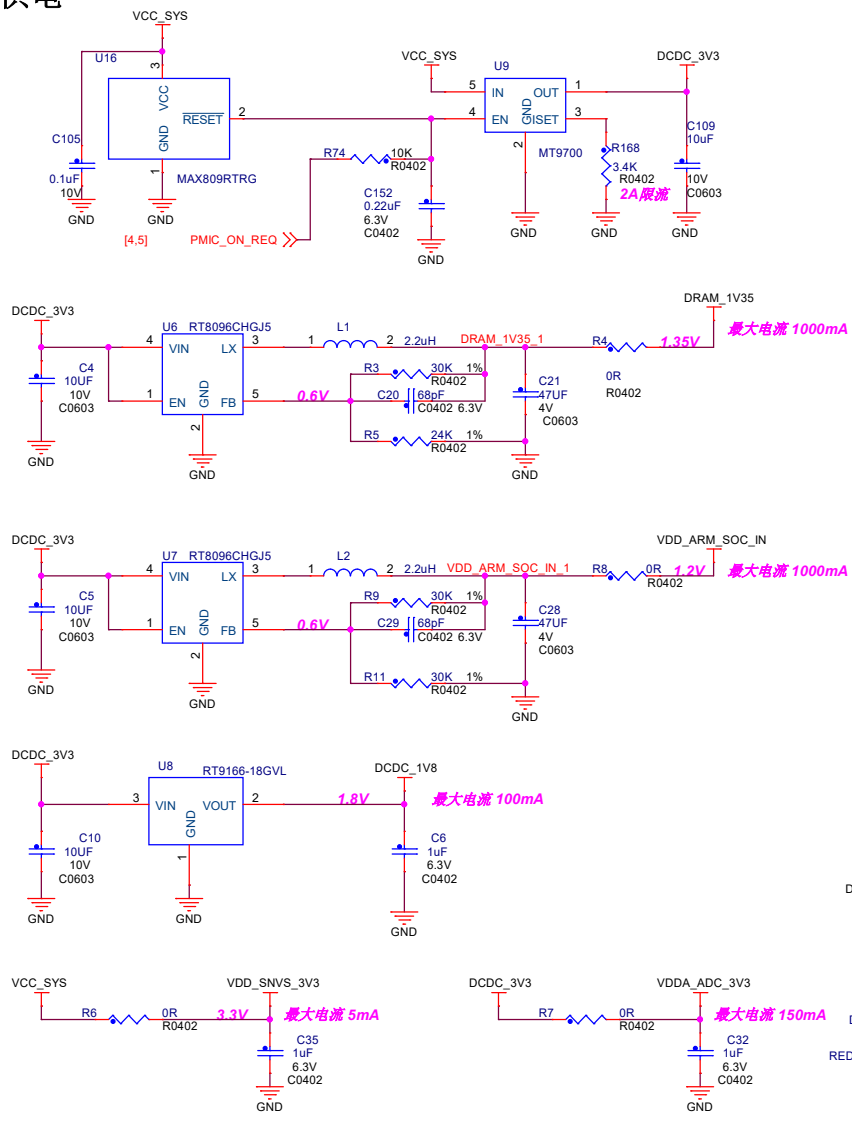 供电
VCC_SYS
U16
3
VCC
RESET
2
GND
1
MAX809RTRG
C105
0.1uF
10V
GND
GND
VCC_SYS
U9
5
IN
OUT
1
4
EN
GND
GISET
3
2
MT9700
R74
10K
R0402
C152
0.22uF
6.3V
C0402
GND
GND
[4,5]
PMIC_ON_REQ
R168
3.4K
R0402
2A限流
GND
DCDC_3V3
C109
10uF
10V
C0603
GND
DCDC_3V3
U6 RT8096CHGJ5
4
VIN
LX
3
1
EN
GND
FB
5
2
GND
C4
10UF
10V
C0603
GND
L1
1
2
2.2uH
DRAM_1V35_1
0.6V
R3
30K
1%
R0402
C20
68pF
C0402 6.3V
R5
24K
1%
R0402
C21
47UF
4V
C0603
GND
R4
0R
R0402
1.35V
DRAM_1V35
最大电流 1000mA
DCDC_3V3
U7 RT8096CHGJ5
4
VIN
LX
3
1
EN
GND
FB
5
2
GND
C5
10UF
10V
C0603
GND
L2
1
2
2.2uH
VDD_ARM_SOC_IN_1
0.6V
R9
30K
1%
R0402
C29
68pF
C0402 6.3V
R11
30K
1%
R0402
C28
47UF
4V
C0603
GND
R8
0R
R0402
1.2V
VDD_ARM_SOC_IN
最大电流 1000mA
DCDC_3V3
U8
RT9166-18GVL
3
VIN
VOUT
2
GND
1
GND
C10
10UF
10V
C0603
GND
1.8V
DCDC_1V8
最大电流 100mA
C6
1uF
6.3V
C0402
GND
VCC_SYS
R6
0R
R0402
3.3V
VDD_SNVS_3V3
最大电流 5mA
C35
1uF
6.3V
C0402
GND
DCDC_3V3
R7
0R
R0402
VDDA_ADC_3V3
最大电流 150mA
C32
1uF
6.3V
C0402
GND
D
RED